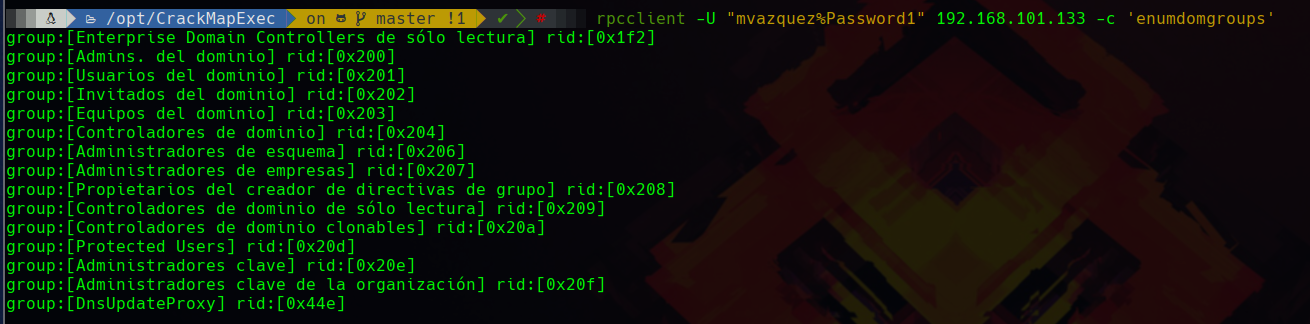 /opt/CrackMapExec on master !1 ✔ # rpcclient -U "mvazquez%Password1" 192.168.101.133 -c 'enumdomgroups'
group:[Enterprise Domain Controllers de sólo lectura] rid:[0x1f2]
group:[Admins. del dominio] rid:[0x200]
group:[Usuarios del dominio] rid:[0x201]
group:[Invitados del dominio] rid:[0x202]
group:[Equipos del dominio] rid:[0x203]
group:[Controladores de dominio] rid:[0x204]
group:[Administradores de esquema] rid:[0x206]
group:[Administradores de empresas] rid:[0x207]
group:[Propietarios del creador de directivas de grupo] rid:[0x208]
group:[Controladores de dominio de sólo lectura] rid:[0x209]
group:[Controladores de dominio clonables] rid:[0x20a]
group:[Protected Users] rid:[0x20d]
group:[Administradores clave] rid:[0x20e]
group:[Administradores clave de la organización] rid:[0x20f]
group:[DnsUpdateProxy] rid:[0x44e]